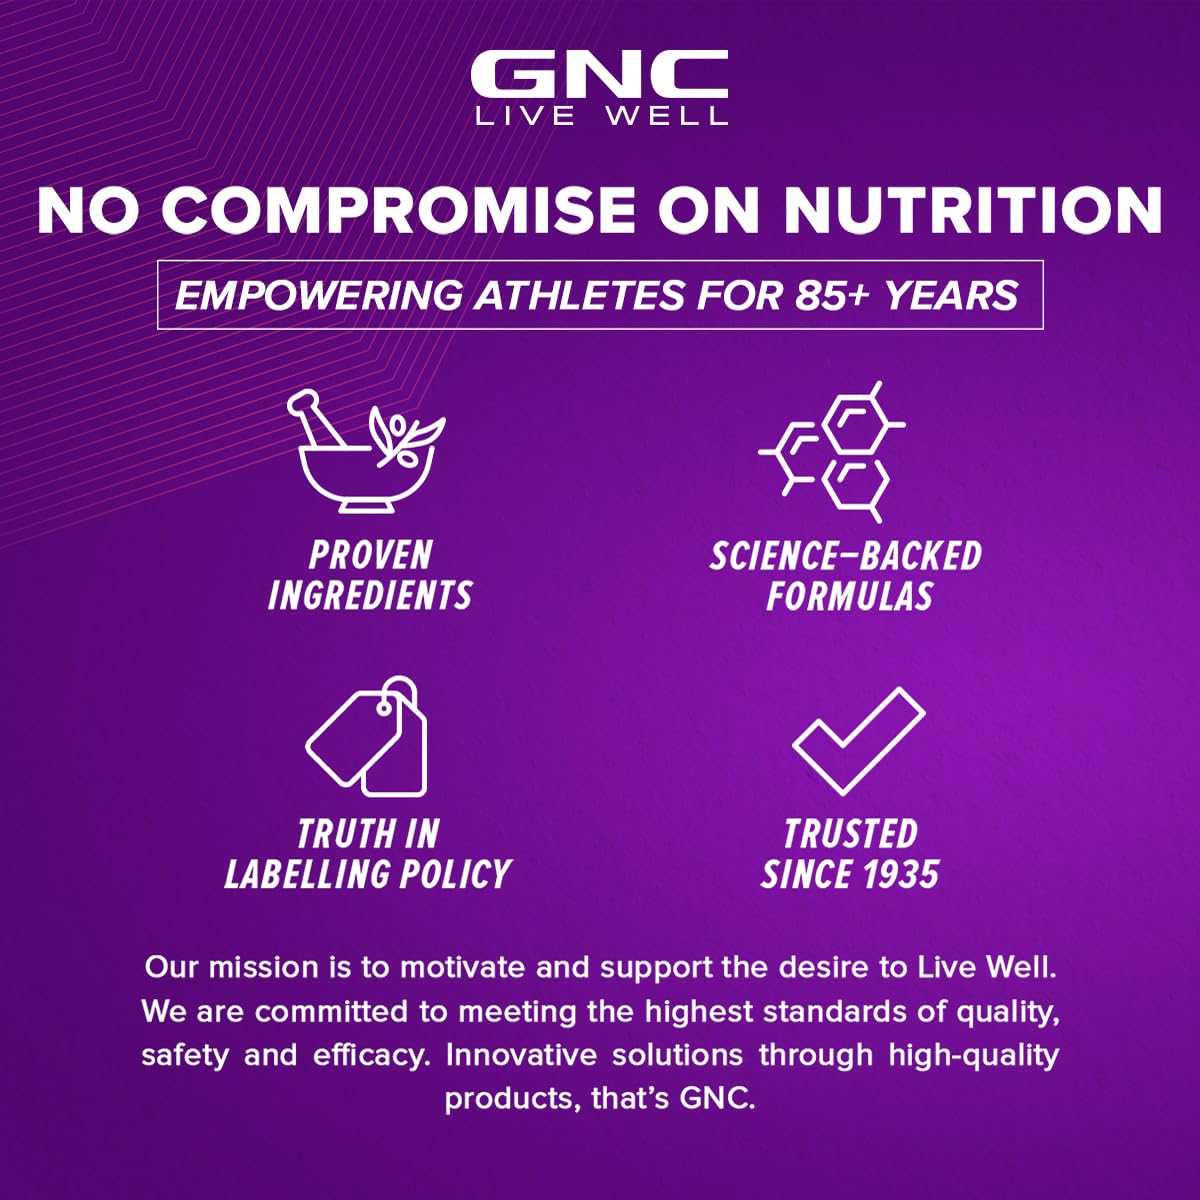 GNC
LIVE WELL
NO COMPROMISE ON NUTRITION
EMPOWERING ATHLETES FOR 85+ YEARS
PROVEN
INGREDIENTS
SCIENCE–BACKED
FORMULAS
TRUTH IN
LABELLING POLICY
TRUSTED
SINCE 1935
Our mission is to motivate and support the desire to Live Well.
We are committed to meeting the highest standards of quality,
safety and efficacy. Innovative solutions through high-quality
products, that’s GNC.